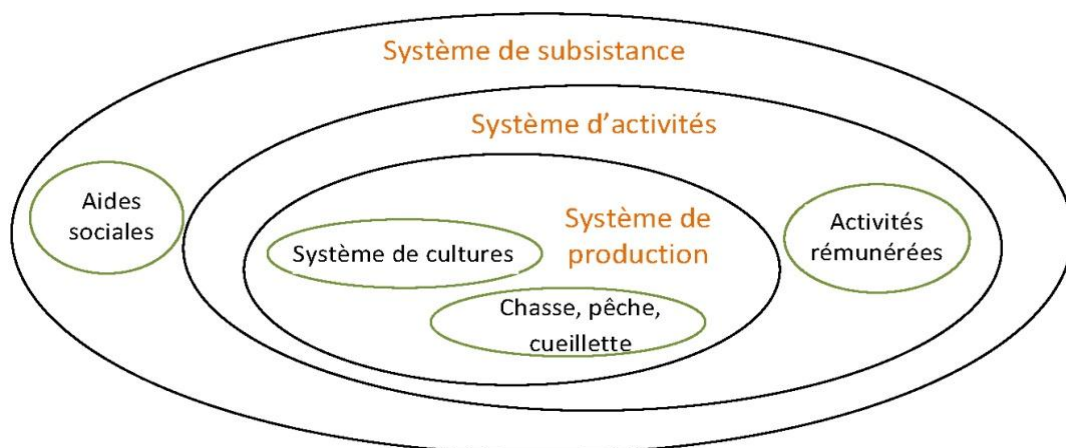 Système de subsistance
Système d’activités
Aides
sociales
Système de cultures
Système de
production
Chasse, pêche,
cueillette
Activités
rémunérées